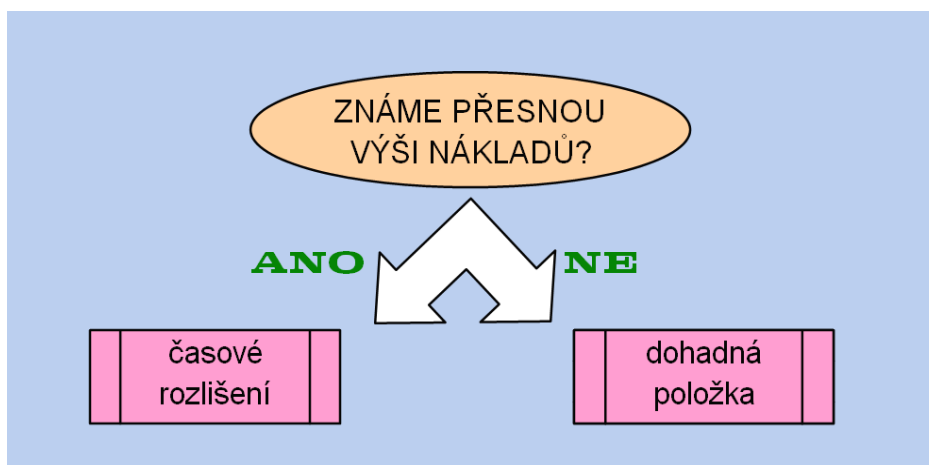 ZNÁME PŘESNOU
VÝŠI NÁKLADŮ?
ANO
NE
časové
rozlišení
dohadná
položka